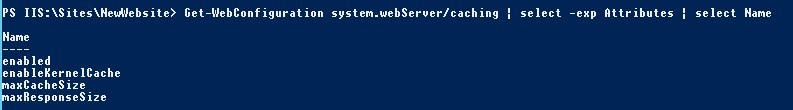 PS IIS:\Sites\NewWebsite> Get-WebConfiguration system.webServer/caching | select -exp Attributes | select Name
Name
----
enabled
enableKernelCache
maxCacheSize
maxResponseSize